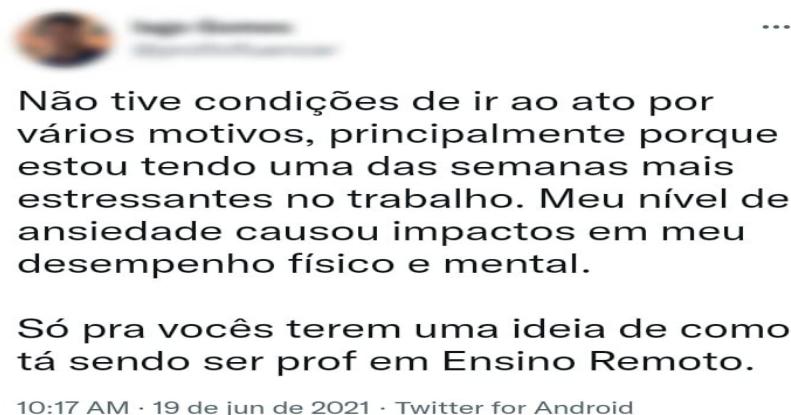 Não tive condições de ir ao ato por
vários motivos, principalmente porque
estou tendo uma das semanas mais
estressantes no trabalho. Meu nível de
ansiedade causou impactos em meu
desempenho físico e mental.
Só pra vocês terem uma ideia de como
tá sendo ser prof em Ensino Remoto.
10:17 AM · 19 de jun de 2021 · Twitter for Android